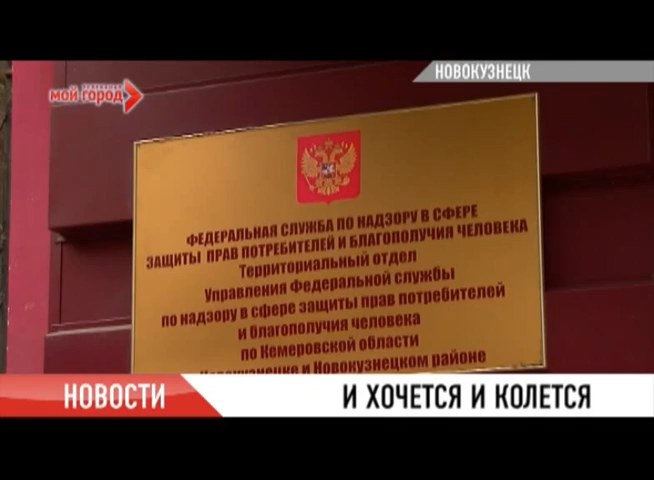 НОВОКУЗНЕЦК
МОЙ ГОРОД
ФЕДЕРАЛЬНАЯ СЛУЖБА ПО НАДЗОРУ В СФЕРЕ
ЗАЩИТЫ ПРАВ ПОТРЕБИТЕЛЕЙ И БЛАГОПОЛУЧИЯ ЧЕЛОВЕКА
Территориальный отдел
Управления Федеральной службы
по надзору в сфере защиты прав потребителей
и благополучия человека
по Кемеровской области
и Новокузнецком районе
НОВОСТИ
И ХОЧЕТСЯ И КОЛЕТСЯ